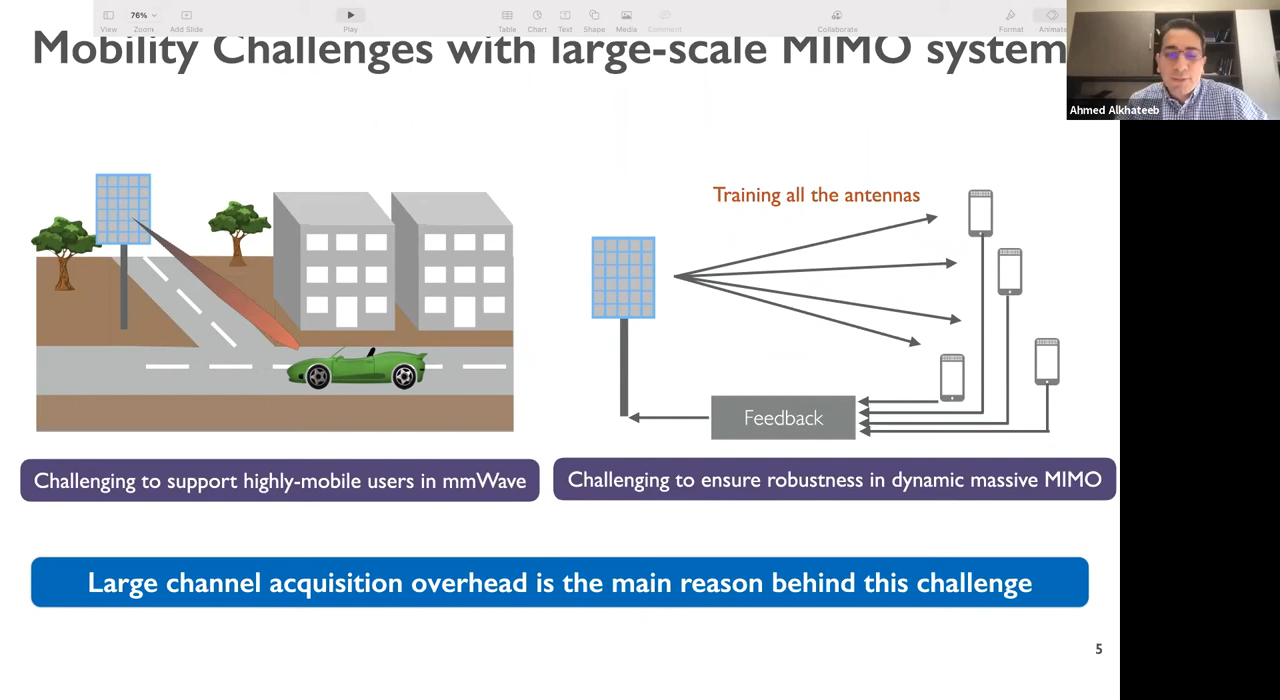 76%
View
Zoom
Add Slide
Play
Table
Chart
Text
Shape
Media
Comment
Collaborate
Format
Animate
Mobility Challenges with large-scale MIMO system
Ahmed Alkhateeb
Training all the antennas
Feedback
Challenging to support highly-mobile users in mmWave
Challenging to ensure robustness in dynamic massive MIMO
Large channel acquisition overhead is the main reason behind this challenge
5